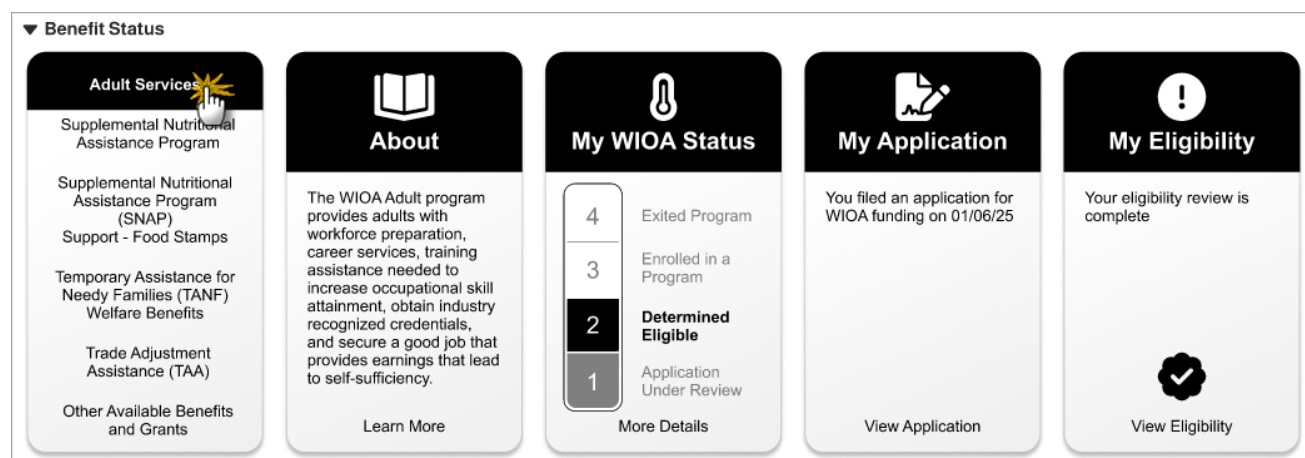 Benefit Status
Adult Services
Supplemental Nutritional
Assistance Program
Supplemental Nutritional
Assistance Program
(SNAP)
Support - Food Stamps
Temporary Assistance for
Needy Families (TANF)
Welfare Benefits
Trade Adjustment
Assistance (TAA)
Other Available Benefits
and Grants
About
The WIOA Adult program
provides adults with
workforce preparation,
career services, training
assistance needed to
increase occupational skill
attainment, obtain industry
recognized credentials,
and secure a good job that
provides earnings that lead
to self-sufficiency.
Learn More
My WIOA Status
4 Exited Program
3 Enrolled in a
Program
2 Determined
Eligible
1 Application
Under Review
More Details
My Application
You filed an application for
WIOA funding on 01/06/25
View Application
My Eligibility
Your eligibility review is
complete
View Eligibility